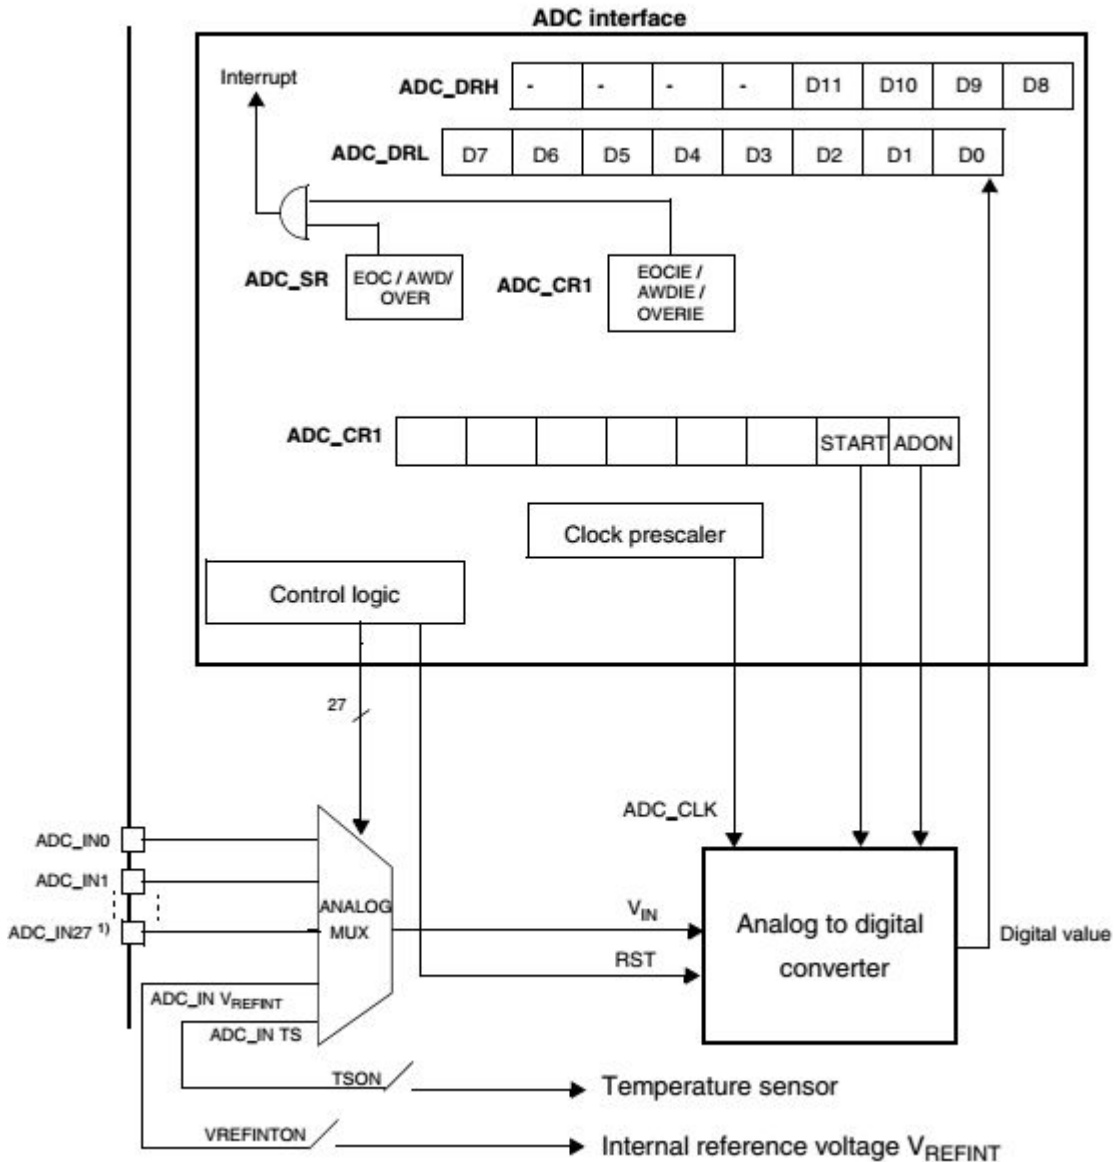 ADC interface
Interrupt
ADC_DRH - - - - D11 D10 D9 D8
ADC_DRL D7 D6 D5 D4 D3 D2 D1 D0
ADC_SR
EOC / AWD/
OVER
ADC_CR1
EOCIE /
AWDIE /
OVERIE
ADC_CR1 START ADON
Clock prescaler
Control logic
27
ADC_CLK
ADC_IN0
ADC_IN1
ADC_IN27 1)
ANALOG
MUX
VIN
RST
Analog to digital
converter
Digital value
ADC_IN VREFINT
ADC_IN TS
TSON
Temperature sensor
VREFINTON
Internal reference voltage VREFINT